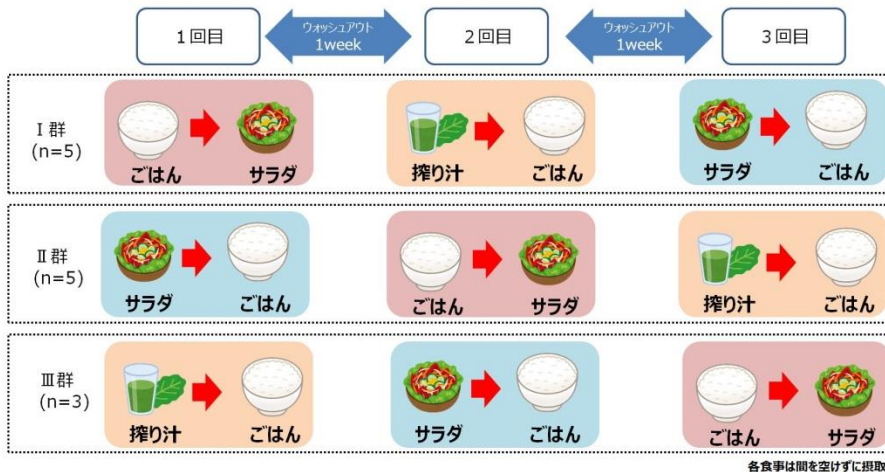 1回目
ウォッシュアウト
1week
2回目
ウォッシュアウト
1week
3回目
Ⅰ群
(n=5)
ごはん
サラダ
搾り汁
ごはん
サラダ
ごはん
Ⅱ群
(n=5)
サラダ
ごはん
ごはん
サラダ
搾り汁
ごはん
Ⅲ群
(n=3)
搾り汁
ごはん
サラダ
ごはん
ごはん
サラダ
各食事は間を空けずに摂取